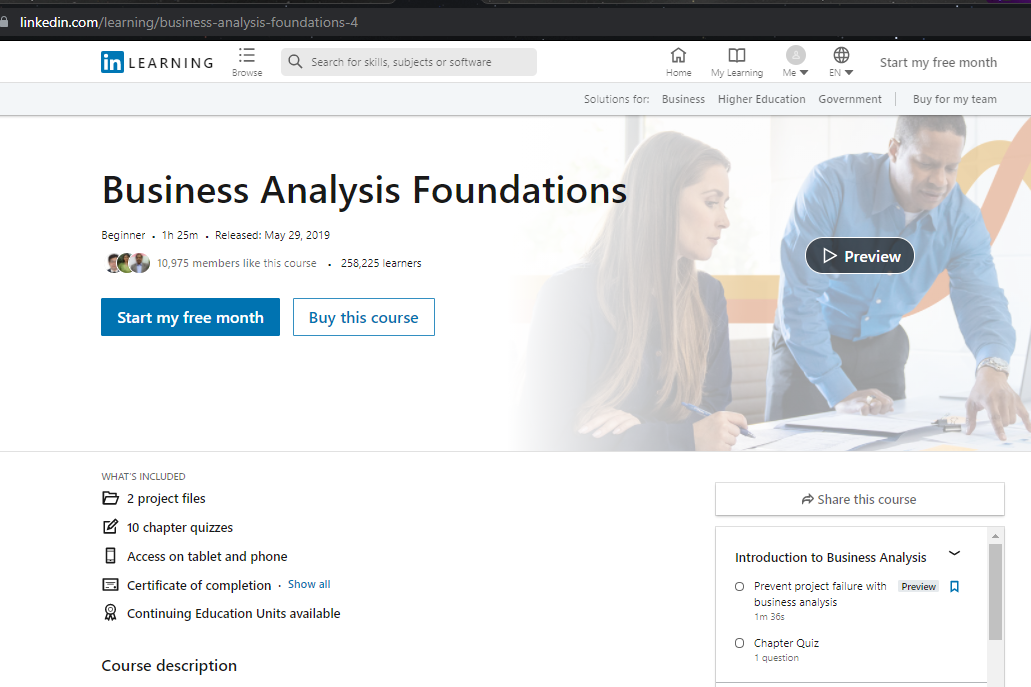 linkedin.com/learning/business-analysis-foundations-4
in LEARNING
Browse
Search for skills, subjects or software
Home
My Learning
Me
EN
Start my free month
Solutions for: Business Higher Education Government Buy for my team
Business Analysis Foundations
Beginner • 1h 25m • Released: May 29, 2019
10,975 members like this course • 258,225 learners
Start my free month
Buy this course
Preview
WHAT'S INCLUDED
2 project files
10 chapter quizzes
Access on tablet and phone
Certificate of completion · Show all
Continuing Education Units available
Course description
Share this course
Introduction to Business Analysis
Prevent project failure with
business analysis
Preview
1m 36s
Chapter Quiz
1 question